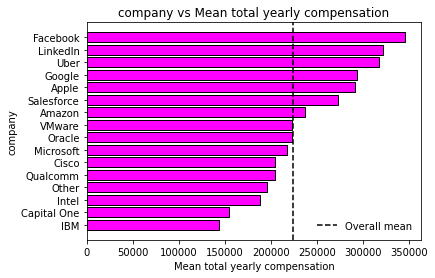 company vs Mean total yearly compensation
company
Facebook
LinkedIn
Uber
Google
Apple
Salesforce
Amazon
VMware
Oracle
Microsoft
Cisco
Qualcomm
Other
Intel
Capital One
IBM
Overall mean
0 50000 100000 150000 200000 250000 300000 350000
Mean total yearly compensation